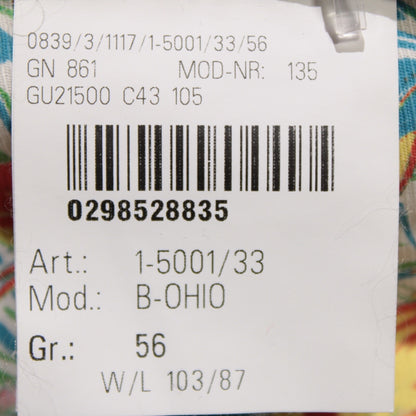 0839/3/1117/1-5001/33/56
GN 861 MOD-NR: 135
GU21500 C43 105
0298528835
Art.: 1-5001/33
Mod.: B-OHIO
Gr.: 56
W/L 103/87